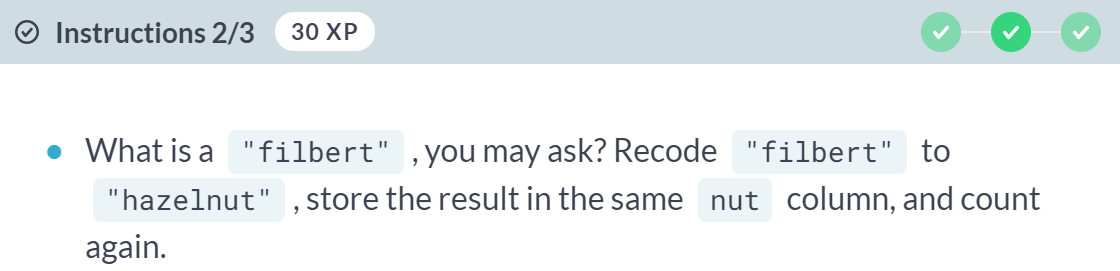 Instructions 2/3 30 XP
What is a "filbert" , you may ask? Recode "filbert" to
"hazelnut" , store the result in the same nut column, and count
again.